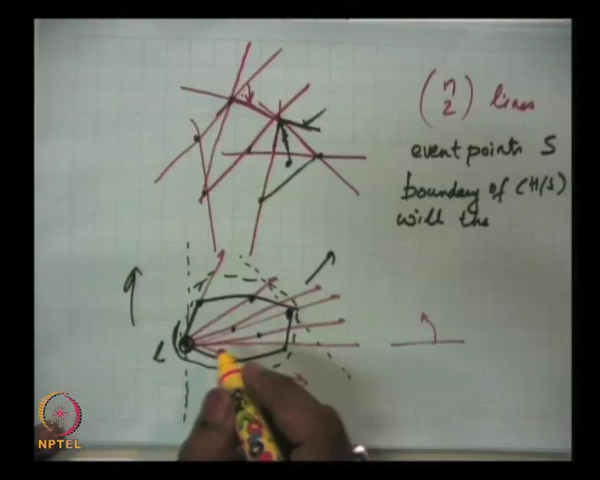 (n 2) lines
event points S
boundary of CH(S)
will the
l
NPTEL